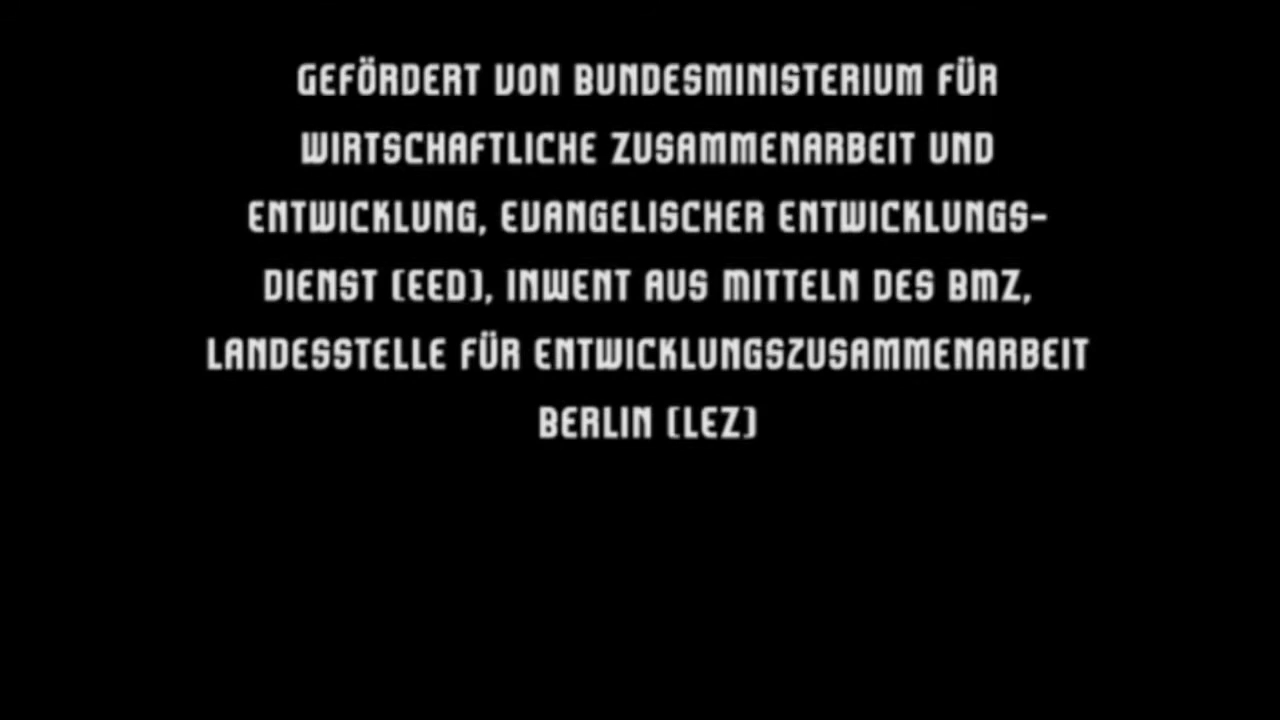 GEFÖRDERT VON BUNDESMINISTERIUM FÜR
WIRTSCHAFTLICHE ZUSAMMENARBEIT UND
ENTWICKLUNG, EVANGELISCHER ENTWICKLUNGS-
DIENST (EED), INWENT AUS MITTELN DES BMZ,
LANDESSTELLE FÜR ENTWICKLUNGSZUSAMMENARBEIT
BERLIN (LEZ)